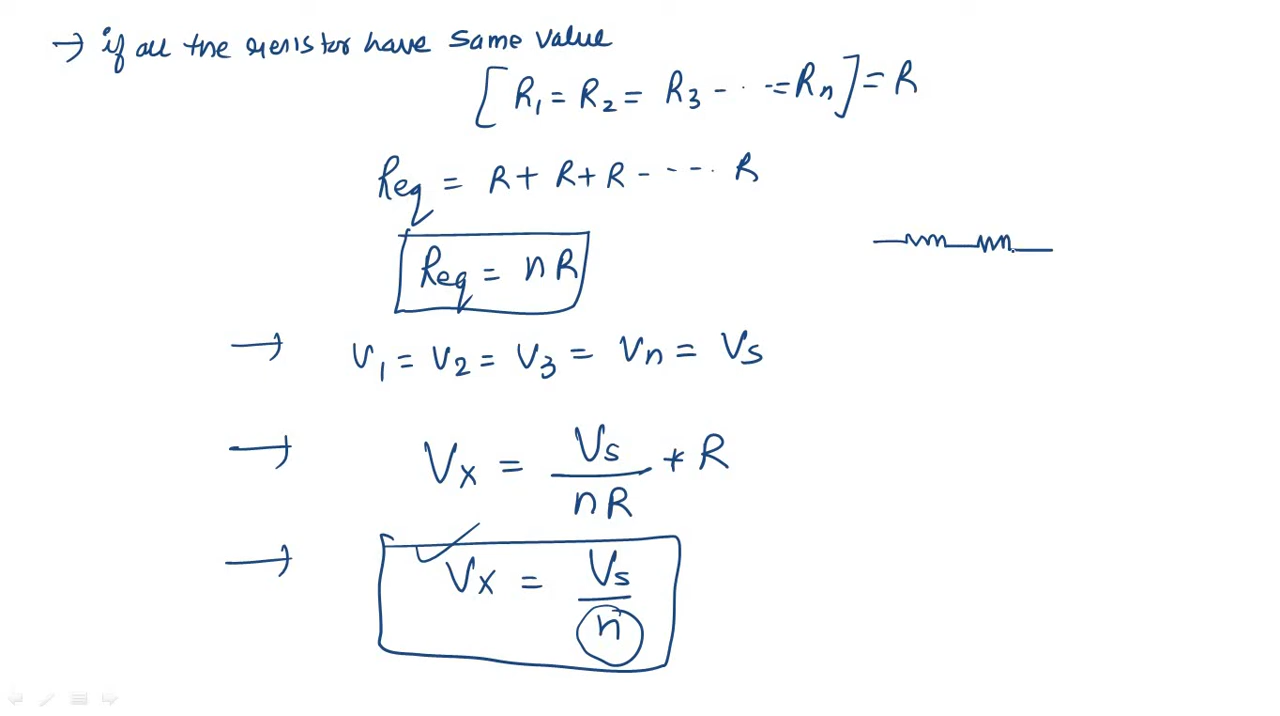 → if all the resistor have same value
[R₁ = R₂ = R₃ - · · = Rₙ] = R
Req = R + R + R - - - - · R
Req = nR
→ V₁ = V₂ = V₃ = Vn = Vs
→ Vx = Vs/nR * R
→ Vx = Vs/n